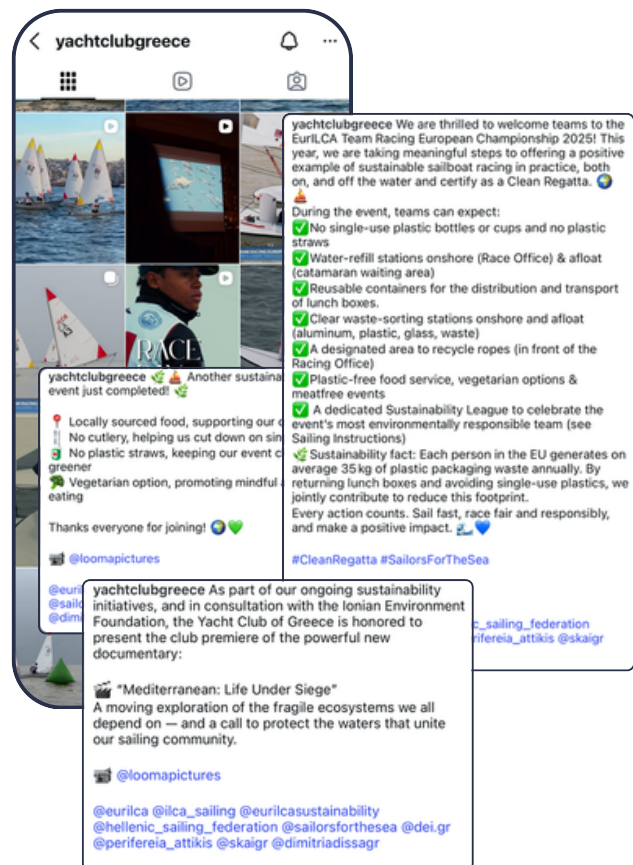 yachtclubgreece
RACE
yachtclubgreece We are thrilled to welcome teams to the
EurILCA Team Racing European Championship 2025! This
year, we are taking meaningful steps to offering a positive
example of sustainable sailboat racing in practice, both
on, and off the water and certify as a Clean Regatta. 🌍
⛵
During the event, teams can expect:
✅No single-use plastic bottles or cups and no plastic
straws
✅Water-refill stations onshore (Race Office) & afloat
(catamaran waiting area)
✅Reusable containers for the distribution and transport
of lunch boxes.
✅Clear waste-sorting stations onshore and afloat
(aluminum, plastic, glass, waste)
✅A designated area to recycle ropes (in front of the
Racing Office)
✅Plastic-free food service, vegetarian options &
meatfree events
✅ A dedicated Sustainability League to celebrate the
event's most environmentally responsible team (see
Sailing Instructions)
🌿Sustainability fact: Each person in the EU generates on
average 35 kg of plastic packaging waste annually. By
returning lunch boxes and avoiding single-use plastics, we
jointly contribute to reduce this footprint.
Every action counts. Sail fast, race fair and responsibly,
and make a positive impact. 🌊💙
#CleanRegatta #SailorsForTheSea
c_sailing_federation
rifereia_attikis @skaigr
yachtclubgreece 🌿⛵ Another sustaina
event just completed! 🌿
📍 Locally sourced food, supporting our c
🍴 No cutlery, helping us cut down on sin
🧃 No plastic straws, keeping our event c
greener
🥦 Vegetarian option, promoting mindful
eating
Thanks everyone for joining! 🌍💚
📹 @loomapictures
@euril
@sailo
@dimi
yachtclubgreece As part of our ongoing sustainability
initiatives, and in consultation with the Ionian Environment
Foundation, the Yacht Club of Greece is honored to
present the club premiere of the powerful new
documentary:
🎬 “Mediterranean: Life Under Siege”
A moving exploration of the fragile ecosystems we all
depend on — and a call to protect the waters that unite
our sailing community.
📹 @loomapictures
@eurilca @ilca_sailing @eurilcasustainability
@hellenic_sailing_federation @sailorsforthesea @dei.gr
@perifereia_attikis @skaigr @dimitriadissagr